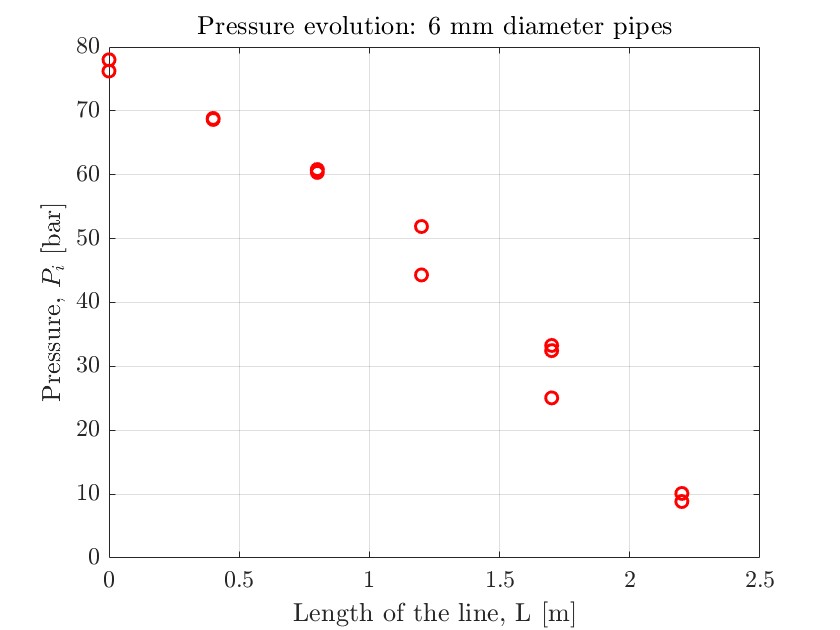 Pressure evolution: 6 mm diameter pipes
80
70
60
50
40
30
20
10
0
Pressure, P_i [bar]
0 0.5 1 1.5 2 2.5
Length of the line, L [m]